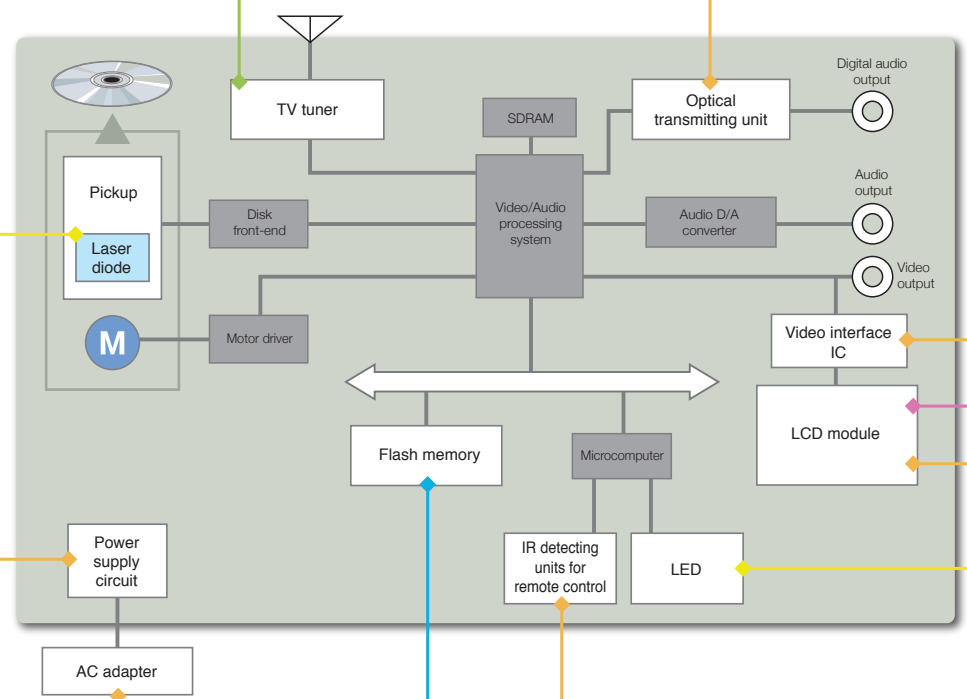 Digital audio
output
TV tuner
Optical
transmitting unit
SDRAM
Pickup
Laser
diode
Disk
front-end
Video/Audio
processing
system
Audio D/A
converter
Audio
output
Video
output
M
Motor driver
Video interface
IC
LCD module
Flash memory
Microcomputer
Power
supply
circuit
IR detecting
units for
remote control
LED
AC adapter